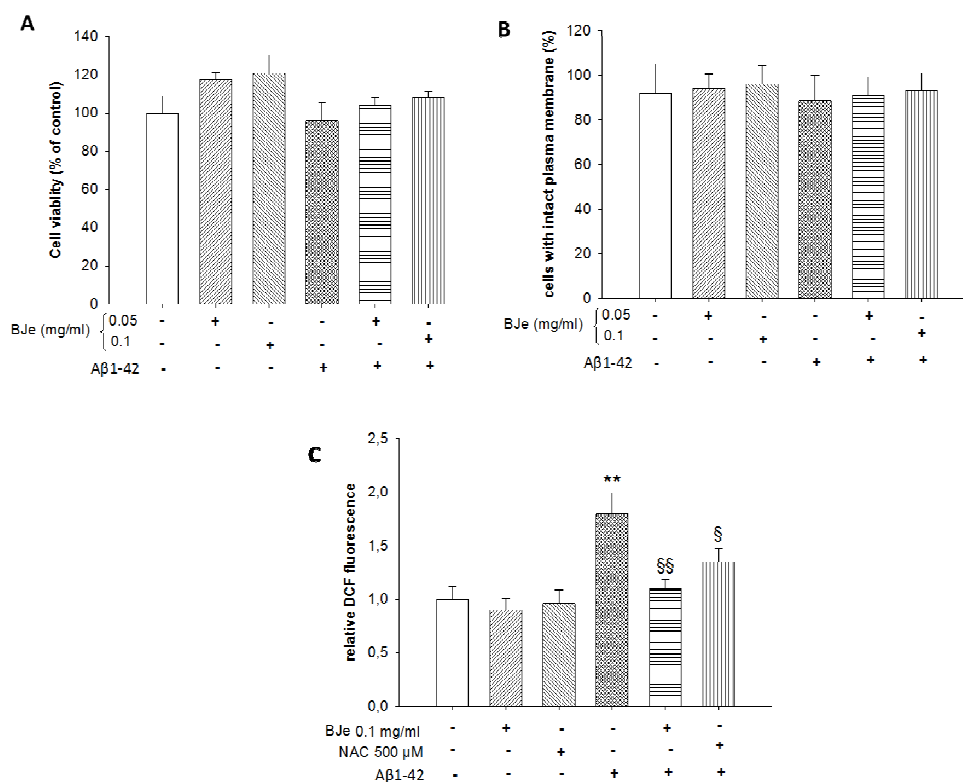 A
Cell viablity (% of control)
140
120
100
80
60
40
20
0
BJe (mg/ml) { 0.05 - + - - + -
0.1 - - + - - +
Aβ1-42 - - - + + +
B
cells with intact plasma membrane (%)
120
100
80
60
40
20
0
BJe (mg/ml) { 0.05 - + - - + -
0.1 - - + - - +
Aβ1-42 - - - + + +
C
relative DCF fluorescence
2,5
2,0
1,5
1,0
0,5
0,0
**
§§
§
BJe 0.1 mg/ml - + - - + -
NAC 500 µM - - + - - +
Aβ1-42 - - - + + +